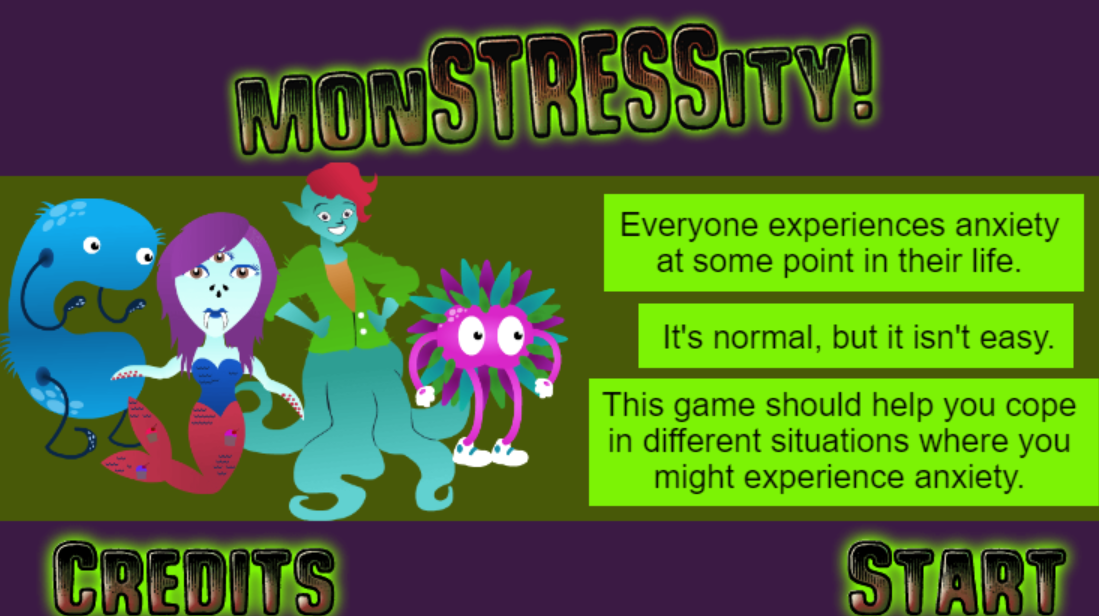 MONSTRESSITY!
Everyone experiences anxiety
at some point in their life.
It's normal, but it isn't easy.
This game should help you cope
in different situations where you
might experience anxiety.
CREDITS
START